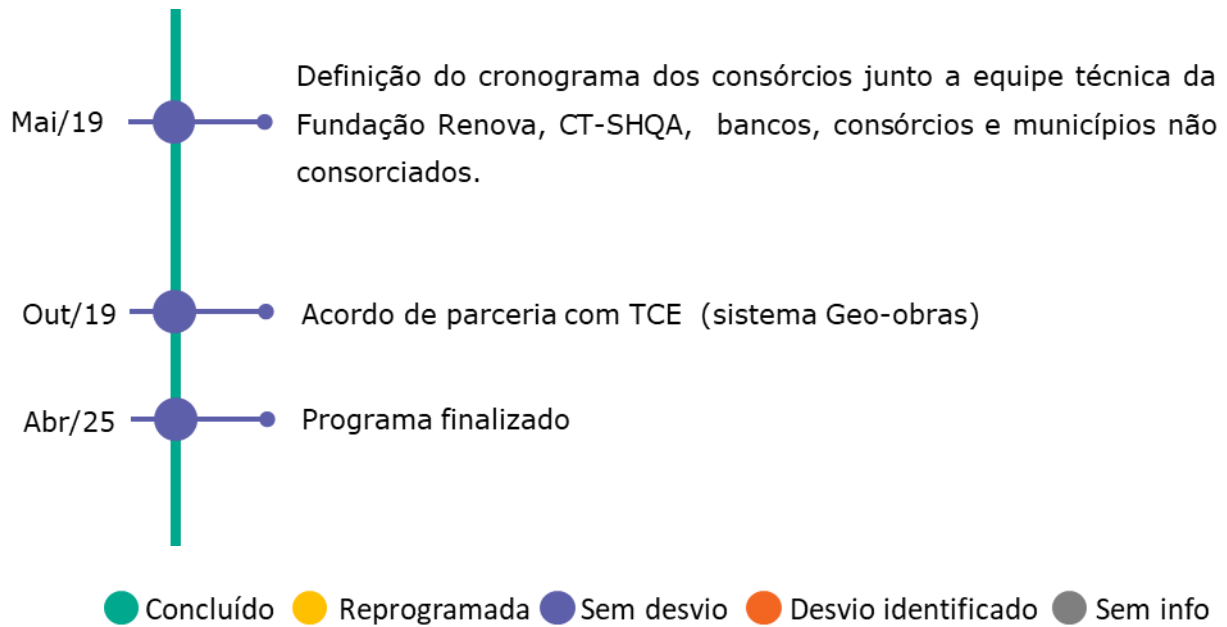 Mai/19
Definição do cronograma dos consórcios junto a equipe técnica da
Fundação Renova, CT-SHQA, bancos, consórcios e municípios não
consorciados.
Out/19
Acordo de parceria com TCE (sistema Geo-obras)
Abr/25
Programa finalizado
Concluído
Reprogramada
Sem desvio
Desvio identificado
Sem info